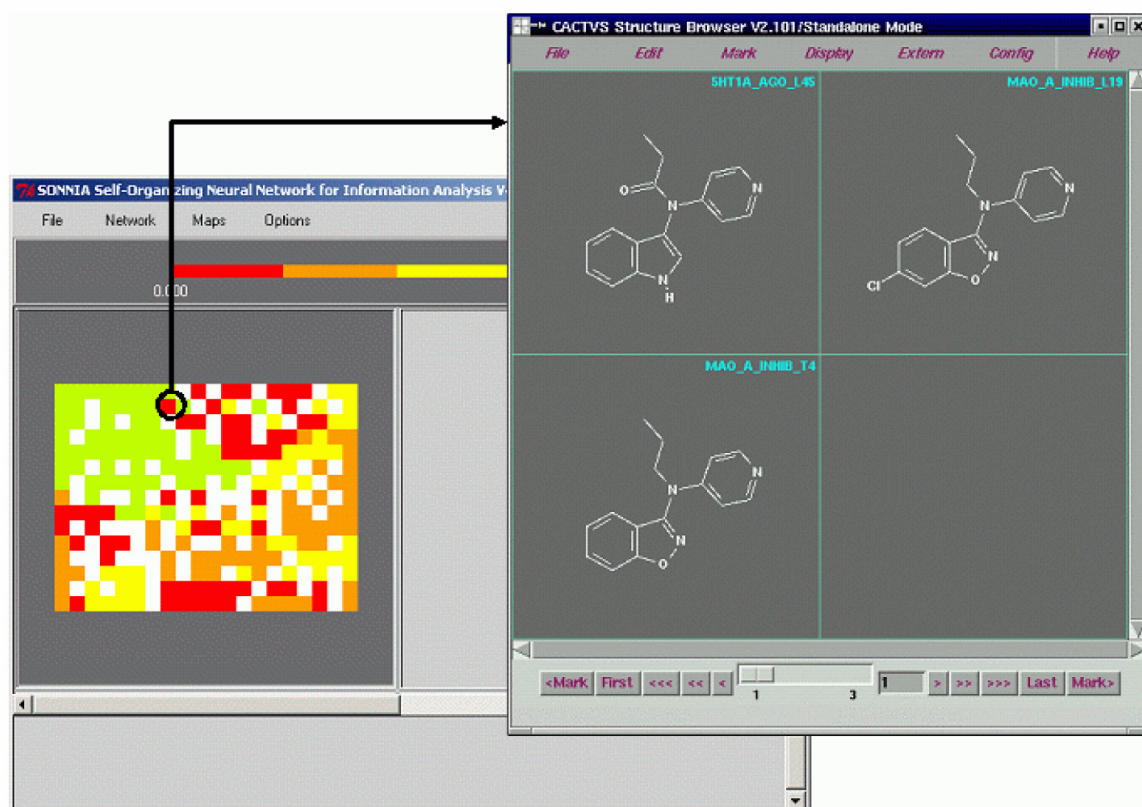 CACTVS Structure Browser V2.101/Standalone Mode
File Edit Mark Display Extern Config Help
5HT1A_AGO_L45
MAO_A_INHIB_L19
O
N
N
N
H
N
N
N
O
Cl
SONNIA Self-Organizing Neural Network for Information Analysis V
File Network Maps Options
0.000
MAO_A_INHIB_T4
N
N
N
O
<Mark First <<< << < 1 > >> >>> Last Mark>
1 3